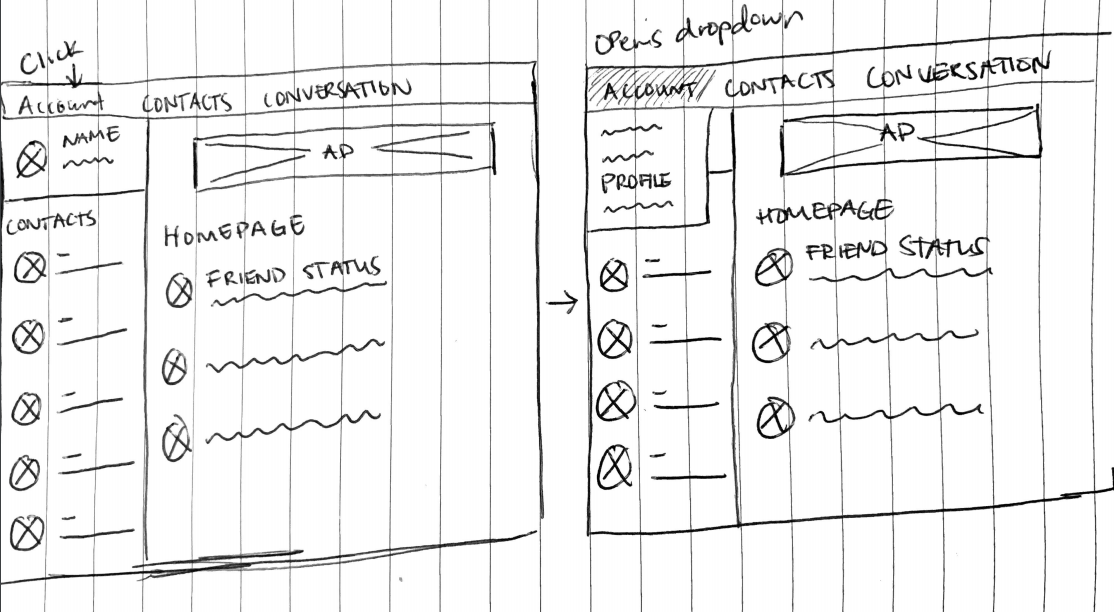 Click
Account CONTACTS CONVERSATION
NAME
AD
CONTACTS
HOMEPAGE
FRIEND STATUS
Opens dropdown
ACCOUNT CONTACTS CONVERSATION
AD
PROFILE
HOMEPAGE
FRIEND STATUS